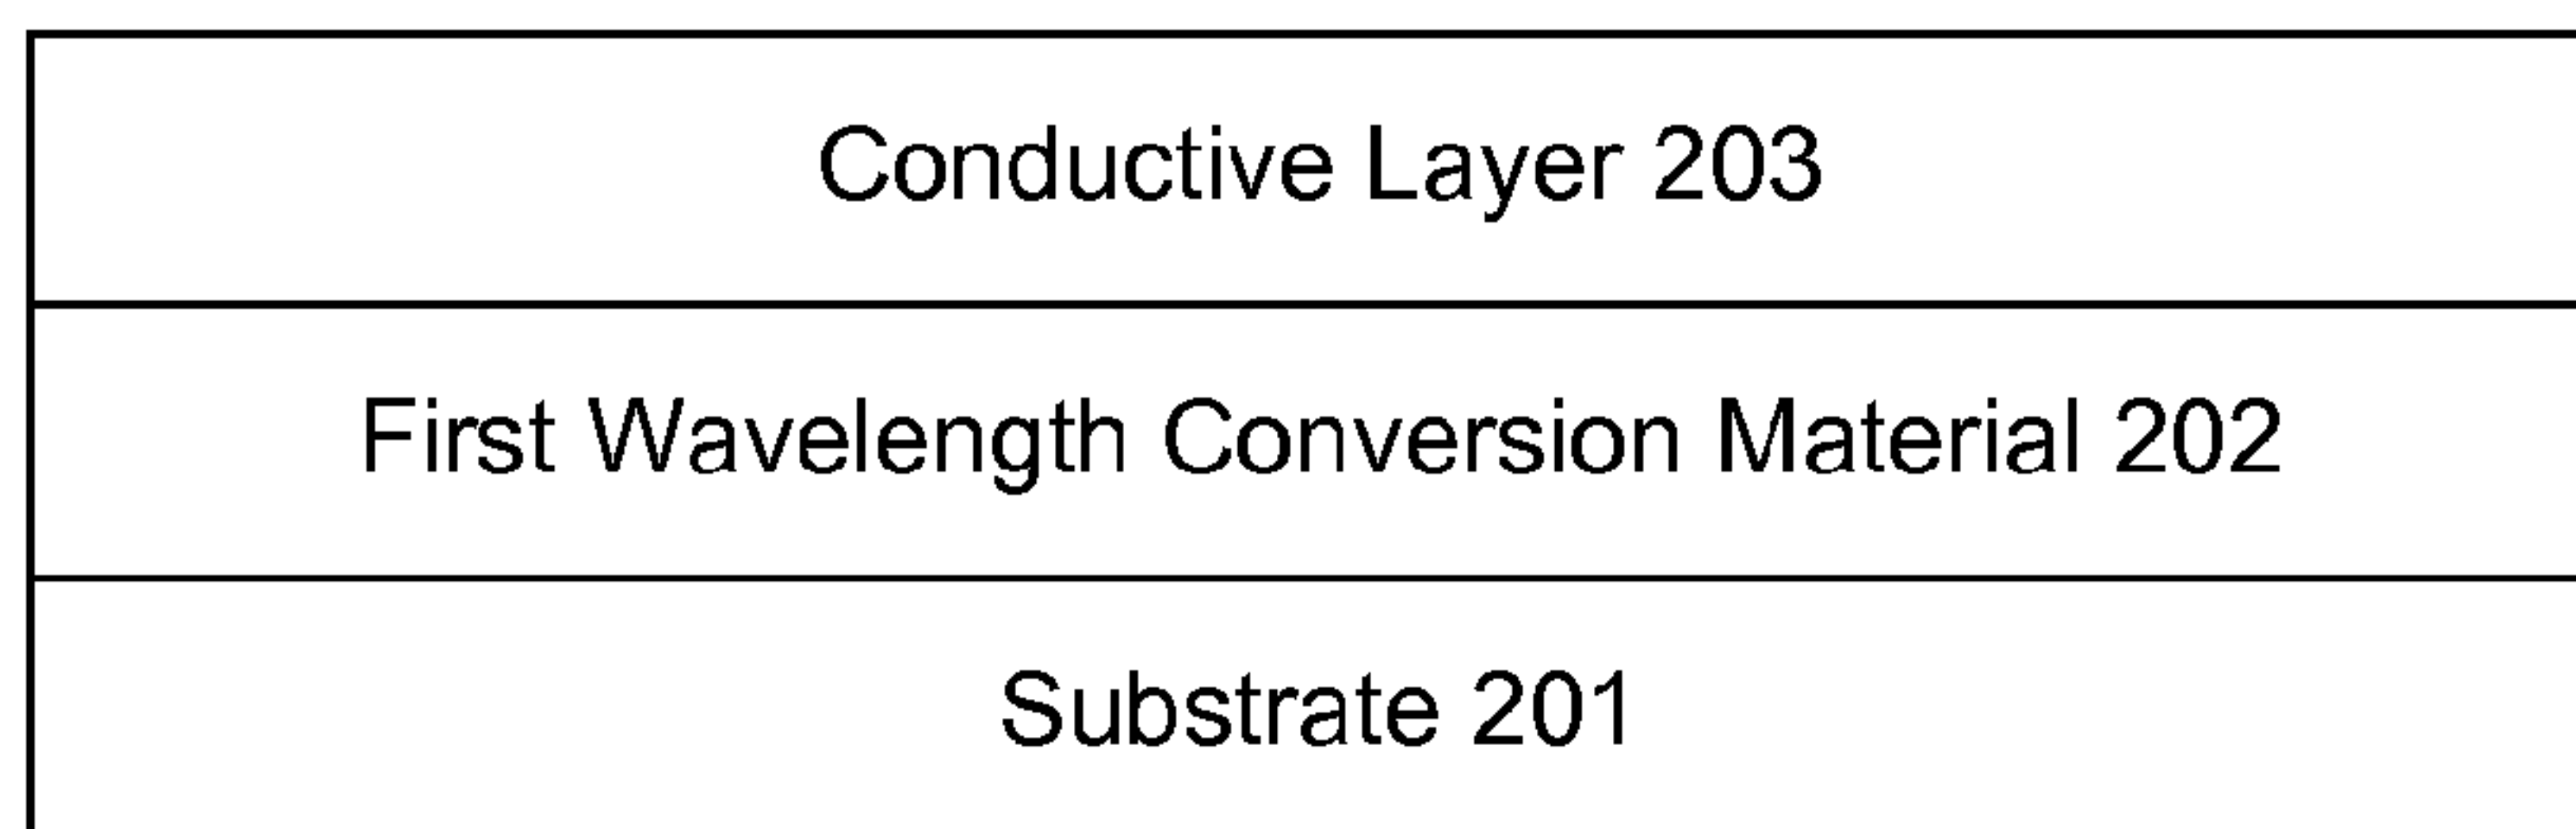 Conductive Layer 203
First Wavelength Conversion Material 202
Substrate 201